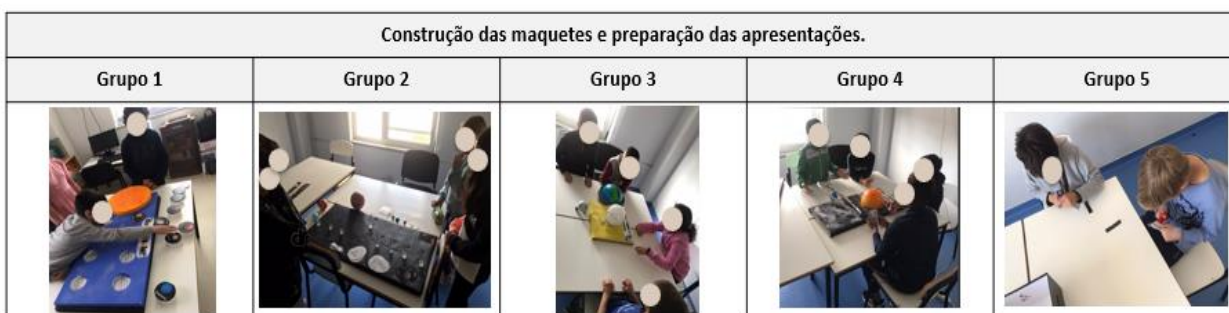 Construção das maquetes e preparação das apresentações.
Grupo 1
Grupo 2
Grupo 3
Grupo 4
Grupo 5